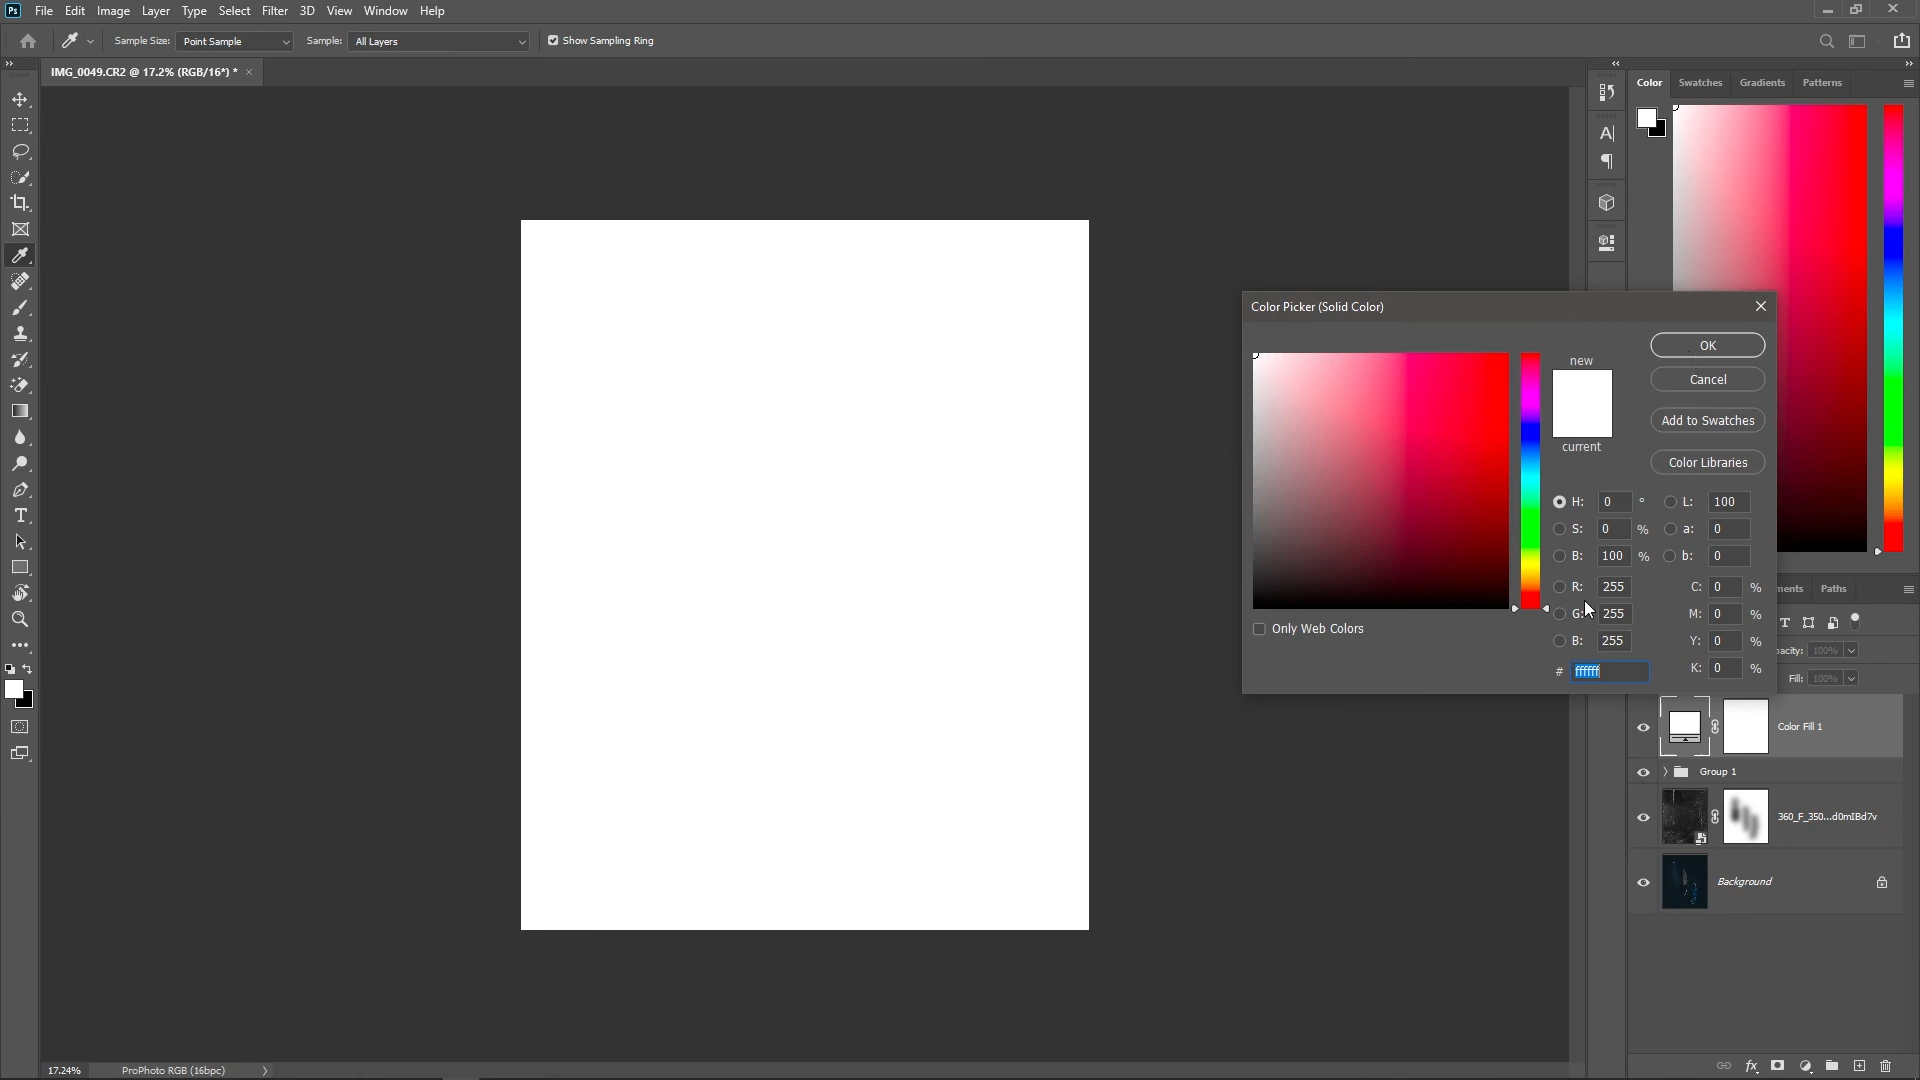 Ps File Edit Image Layer Type Select Filter 3D View Window Help
Sample Size: Point Sample Sample: All Layers Show Sampling Ring
IMG_0049.CR2 @ 17.2% (RGB/16*) * ×
Color Swatches Gradients Patterns
Color Picker (Solid Color)
new
current
OK
Cancel
Add to Swatches
Color Libraries
H: 0 ° L: 100
S: 0 % a: 0
B: 100 % b: 0
R: 255 C: 0 %
G: 255 M: 0 %
B: 255 Y: 0 %
# ffffff K: 0 %
Only Web Colors
Paths
100%
Fill: 100%
Color Fill 1
Group 1
360_F_350...d0mIBd7v
Background
17.24% ProPhoto RGB (16bpc)